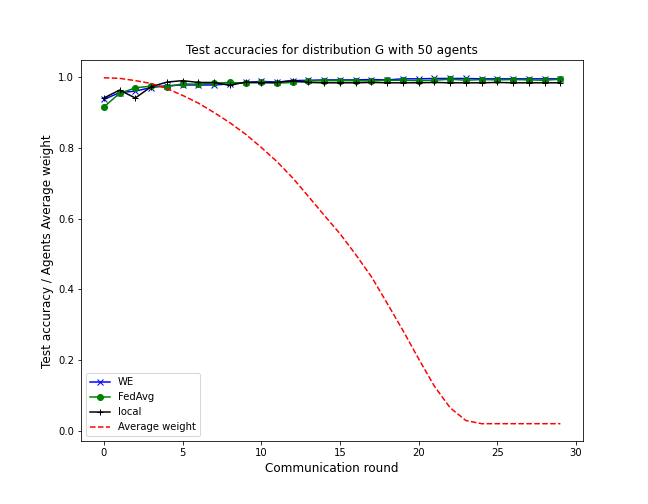 Test accuracies for distribution G with 50 agents
Test accuracy / Agents Average weight
1.0
0.8
0.6
0.4
0.2
0.0
WE
FedAvg
local
Average weight
0 5 10 15 20 25 30
Communication round